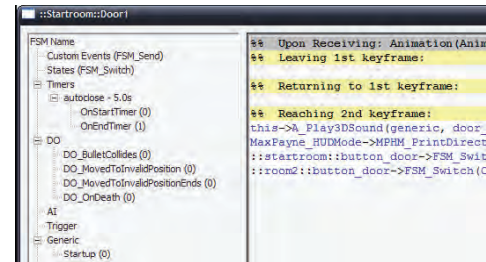 ::Startroom::Door1
FSM Name
Custom Events (FSM_Send)
States (FSM_Switch)
Timers
autoclose - 5.0s
OnStartTimer (0)
OnEndTimer (1)
DO
DO_BulletCollides (0)
DO_MovedToInvalidPosition (0)
DO_MovedToInvalidPositionEnds (0)
DO_OnDeath (0)
AI
Trigger
Generic
Startup (0)
%% Upon Receiving: Animation(Anim
%% Leaving 1st keyframe:
%% Returning to 1st keyframe:
%% Reaching 2nd keyframe:
this->A_Play3DSound(generic, door_
MaxPayne_HUDMode->MPHM_PrintDirect
::startroom::button_door->FSM_Swit
::room2::button_door->FSM_Switch(